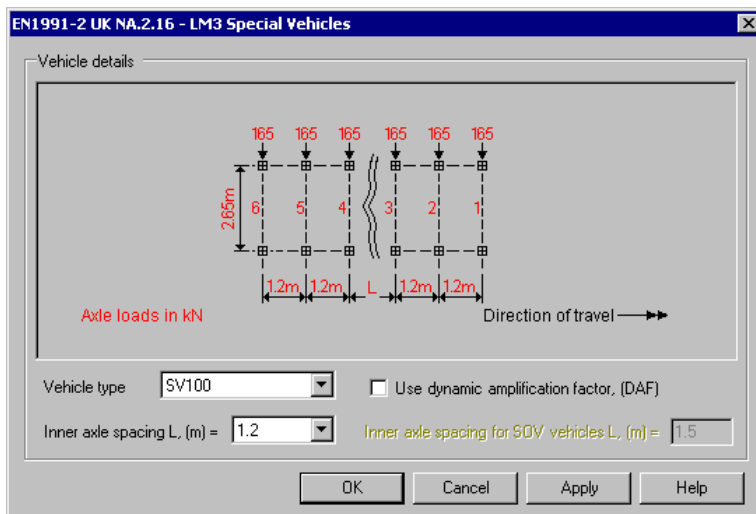 EN1991-2 UK NA.2.16 - LM3 Special Vehicles
Vehicle details
165 165 165 165 165 165
2.65m
6 5 4 3 2 1
1.2m 1.2m L 1.2m 1.2m
Axle loads in kN Direction of travel
Vehicle type SV100 Use dynamic amplification factor, (DAF)
Inner axle spacing L, (m) = 1.2 Inner axle spacing for SOV vehicles L, (m) = 1.5
OK Cancel Apply Help